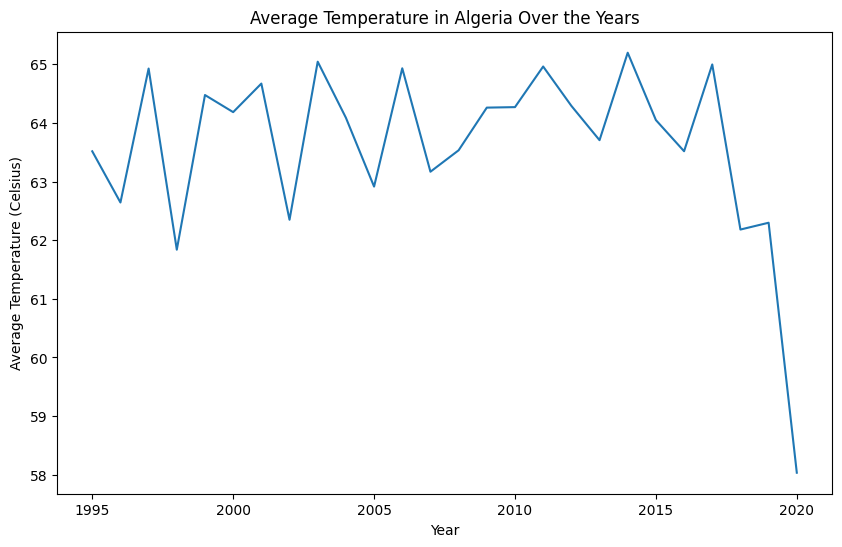 Average Temperature in Algeria Over the Years
Average Temperature (Celsius)
65
64
63
62
61
60
59
58
1995 2000 2005 2010 2015 2020
Year